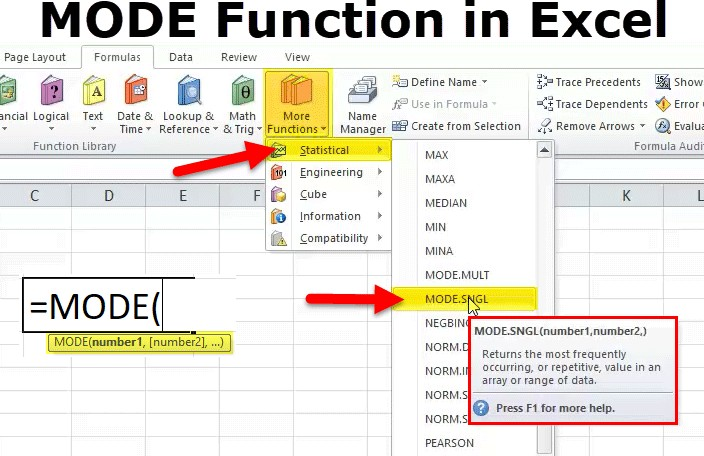 MODE Function in Excel
Page Layout Formulas Data Review View
ancial Logical Text Date & Time Lookup & Reference Math & Trig More Functions Name Manager
Define Name
Use in Formula
Create from Selection
Trace Precedents
Trace Dependents
Remove Arrows
Show
Error
Evalua
Function Library
Formula Audi
Statistical
Engineering
Cube
Information
Compatibility
MAX
MAXA
MEDIAN
MIN
MINA
MODE.MULT
MODE.SNGL
NEGBINO
NORM.D
NORM.IN
NORM.S
NORM.S
PEARSON
C D E F K L
=MODE(
MODE(number1, [number2], ...)
MODE.SNGL(number1,number2,)
Returns the most frequently
occurring, or repetitive, value in an
array or range of data.
Press F1 for more help.